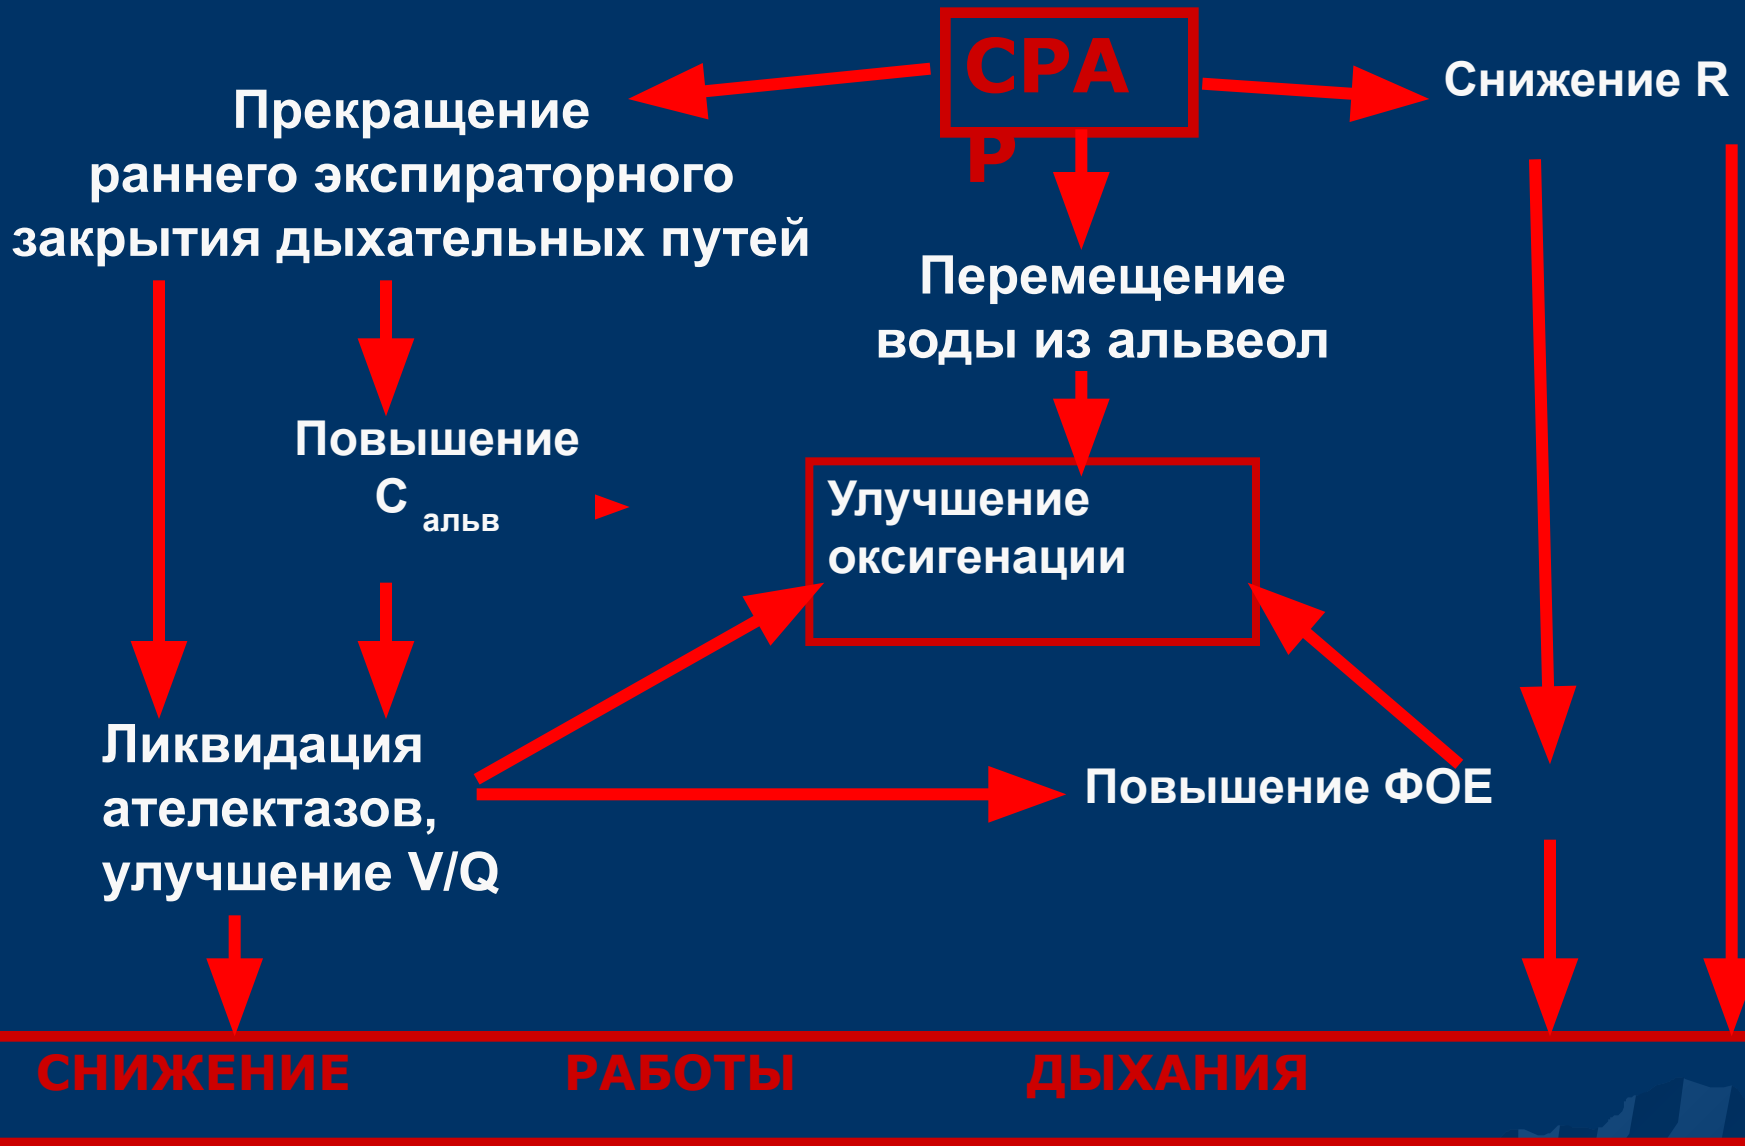 CPA
P
Снижение R
Прекращение
раннего экспираторного
закрытия дыхательных путей
Перемещение
воды из альвеол
Повышение
С альв
Улучшение
оксигенации
Ликвидация
ателектазов,
улучшение V/Q
Повышение ФОЕ
СНИЖЕНИЕ РАБОТЫ ДЫХАНИЯ